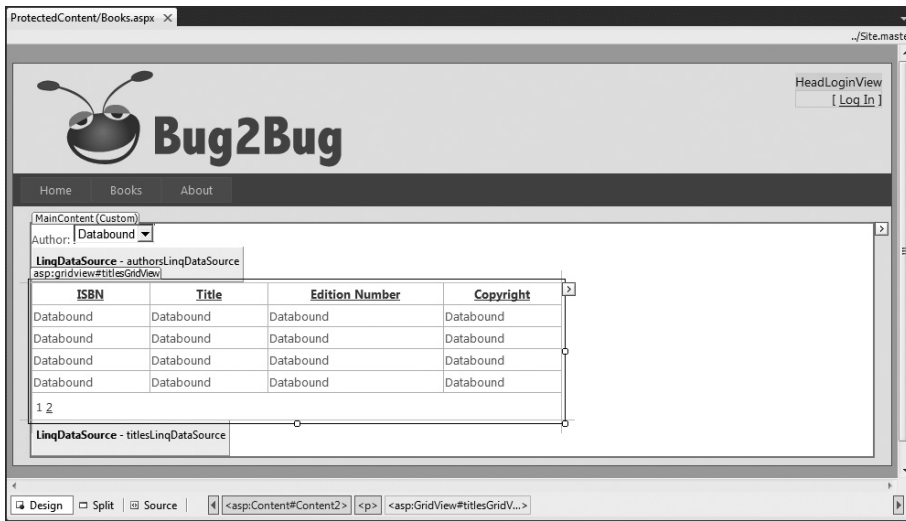 ProtectedContent/Books.aspx ✕
../Site.maste
HeadLoginView
[ Log In ]
Bug2Bug
Home Books About
MainContent (Custom)
Author: Databound
LinqDataSource - authorsLinqDataSource
asp:gridview#titlesGridView
ISBN Title Edition Number Copyright
Databound Databound Databound Databound
Databound Databound Databound Databound
Databound Databound Databound Databound
Databound Databound Databound Databound
1 2
LinqDataSource - titlesLinqDataSource
Design Split Source <asp:Content#Content2> <p> <asp:GridView#titlesGridV...>